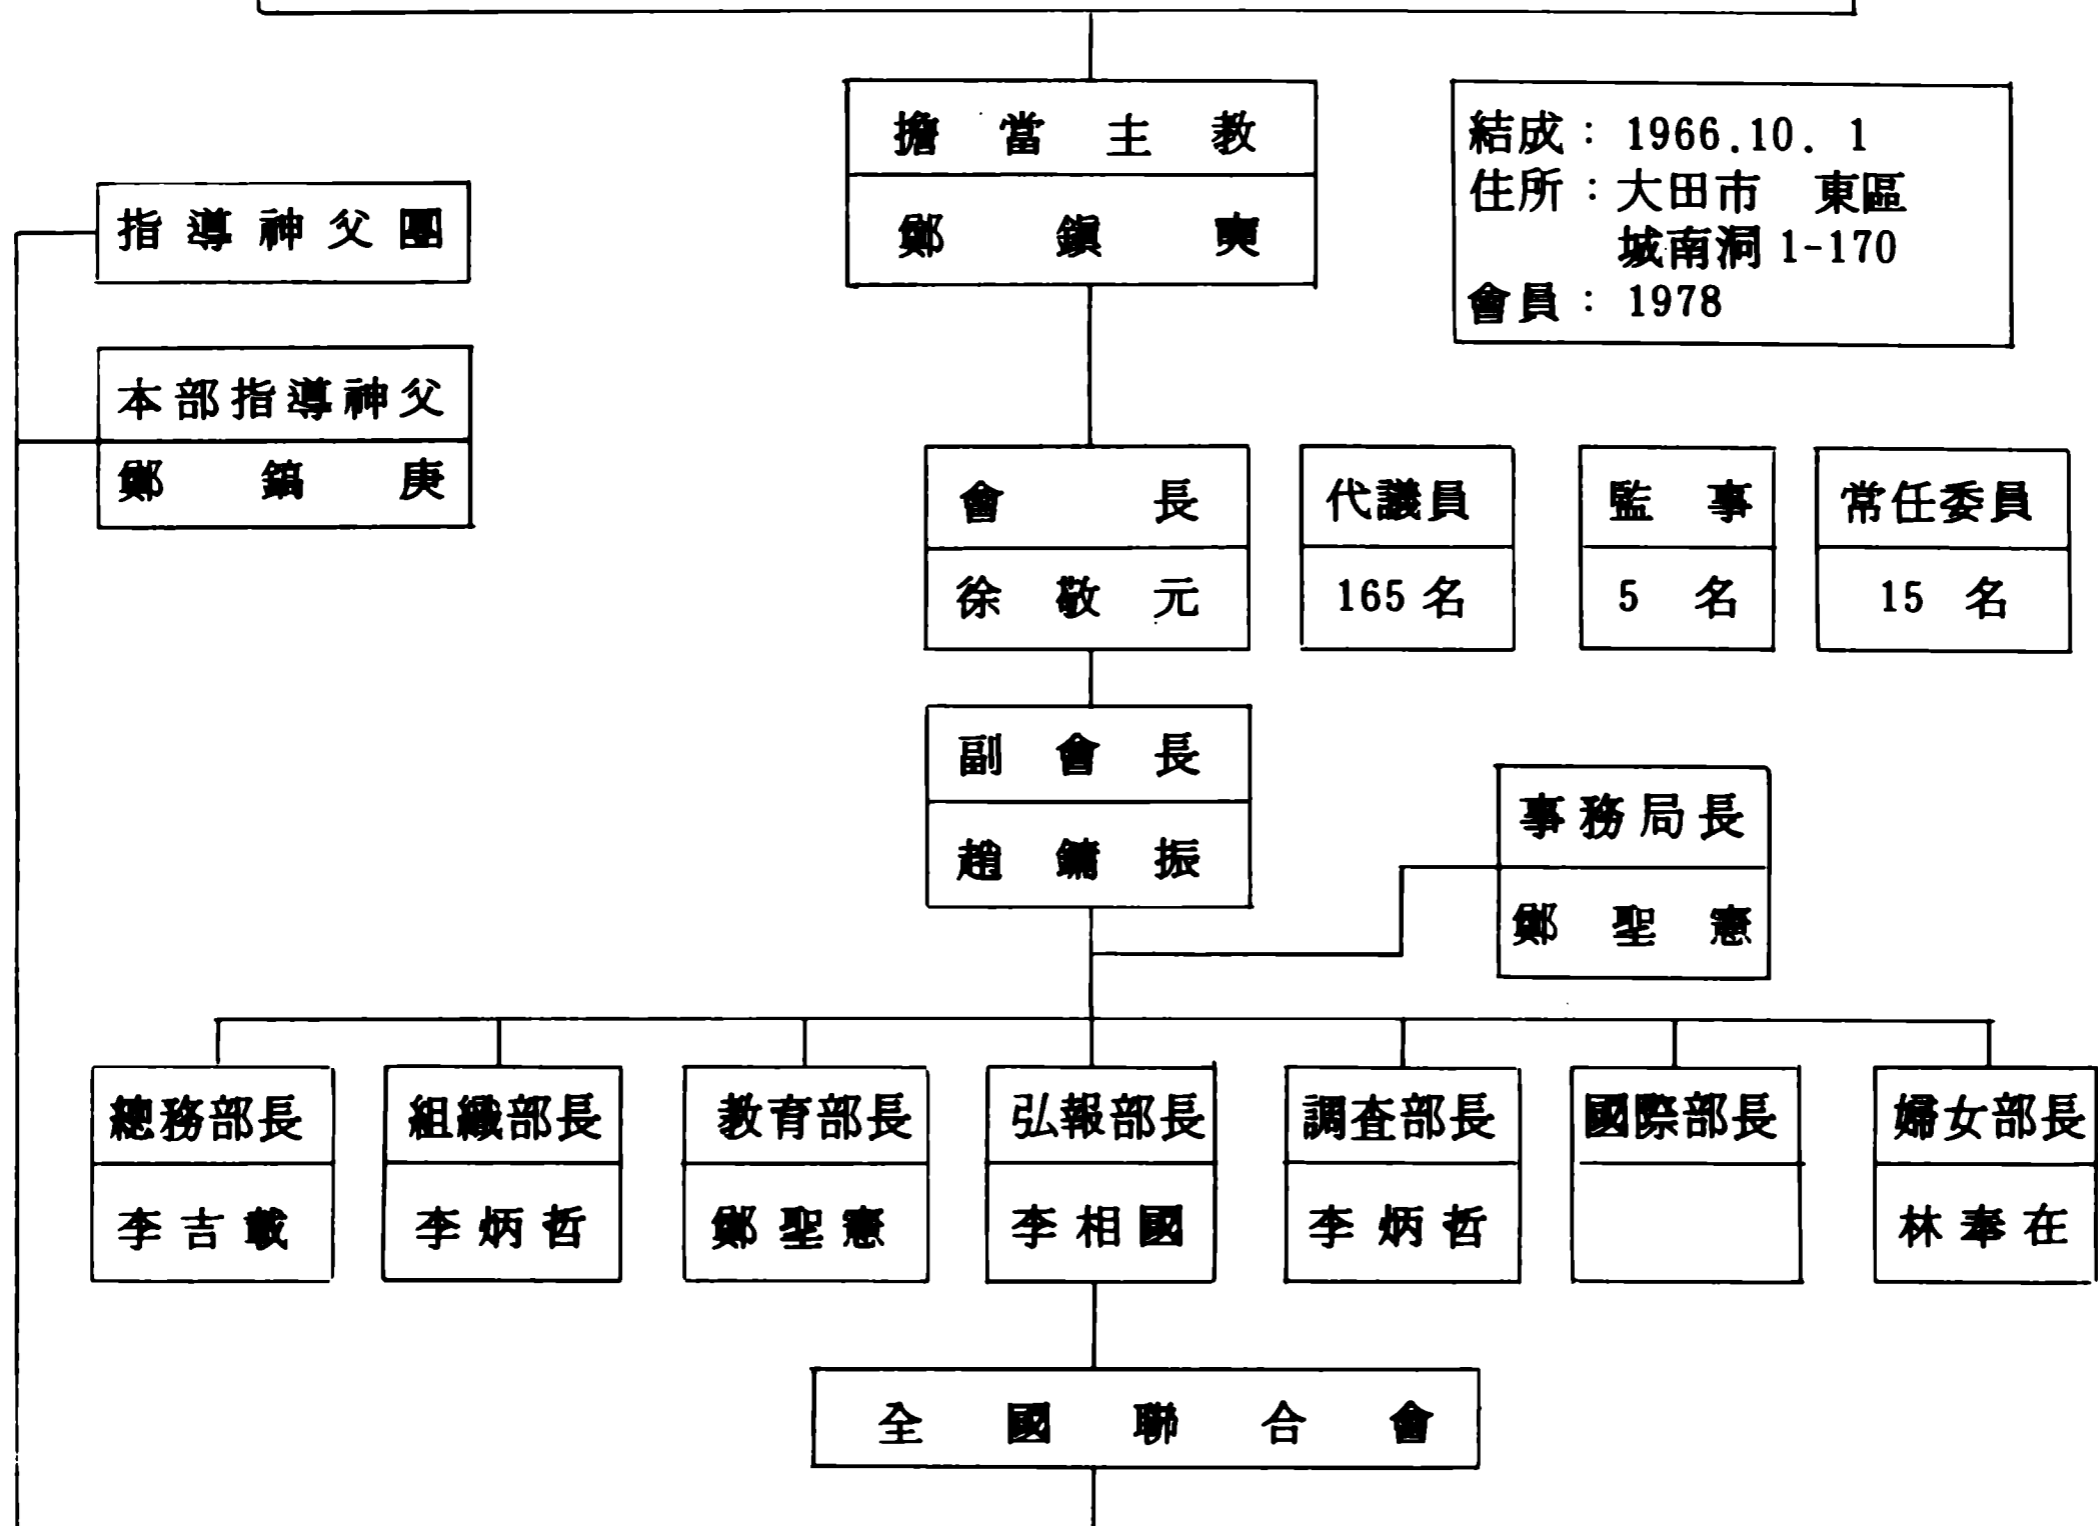 擔當主教
鄭鎭奭
結成：1966.10. 1
住所：大田市 東區
城南洞 1-170
會員：1978
指導神父團
本部指導神父
鄭鎬庚
會長
徐敬元
代議員
165 名
監事
5 名
常任委員
15 名
副會長
趙鏞振
事務局長
鄭聖憲
總務部長
李吉載
組織部長
李炳哲
教育部長
鄭聖憲
弘報部長
李相國
調査部長
李炳哲
國際部長
婦女部長
林奉在
全國聯合會